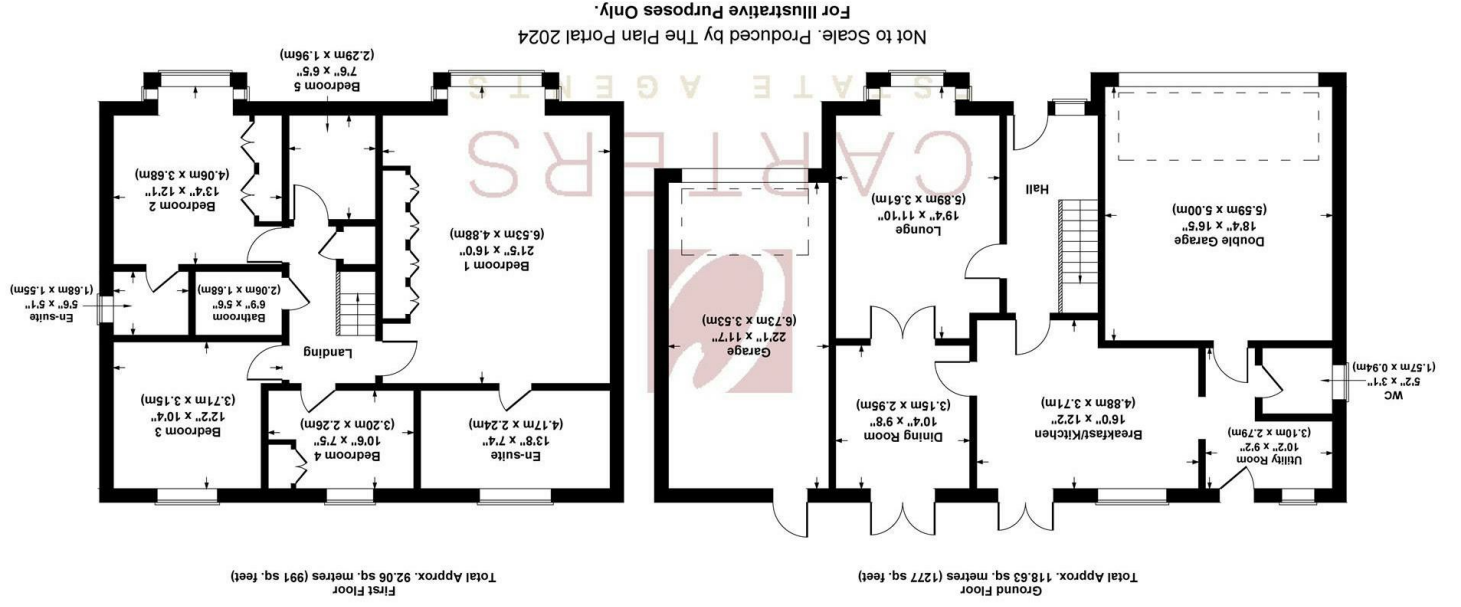 Ground Floor
Total Approx. 118.63 sq. metres (1277 sq. feet)
First Floor
Total Approx. 92.06 sq. metres (991 sq. feet)
Utility Room
10'2" x 9'2"
(3.10m x 2.79m)
WC
5'2" x 3'1"
(1.57m x 0.94m)
Breakfast/Kitchen
16'0" x 12'2"
(4.88m x 3.71m)
Dining Room
10'4" x 9'8"
(3.15m x 2.95m)
Garage
22'1" x 11'7"
(6.73m x 3.53m)
Double Garage
18'4" x 16'5"
(5.59m x 5.00m)
Hall
Lounge
19'4" x 11'10"
(5.89m x 3.61m)
En-suite
13'8" x 7'4"
(4.17m x 2.24m)
Bedroom 4
10'6" x 7'5"
(3.20m x 2.26m)
Bedroom 3
12'2" x 10'4"
(3.71m x 3.15m)
Landing
Bathroom
6'9" x 5'6"
(2.06m x 1.68m)
En-suite
5'6" x 5'1"
(1.68m x 1.55m)
Bedroom 1
21'5" x 16'0"
(6.53m x 4.88m)
Bedroom 2
13'4" x 12'1"
(4.06m x 3.68m)
Bedroom 5
7'6" x 6'5"
(2.29m x 1.96m)
CARTERS
ESTATE AGENTS
Not to Scale. Produced by The Plan Portal 2024
For Illustrative Purposes Only.